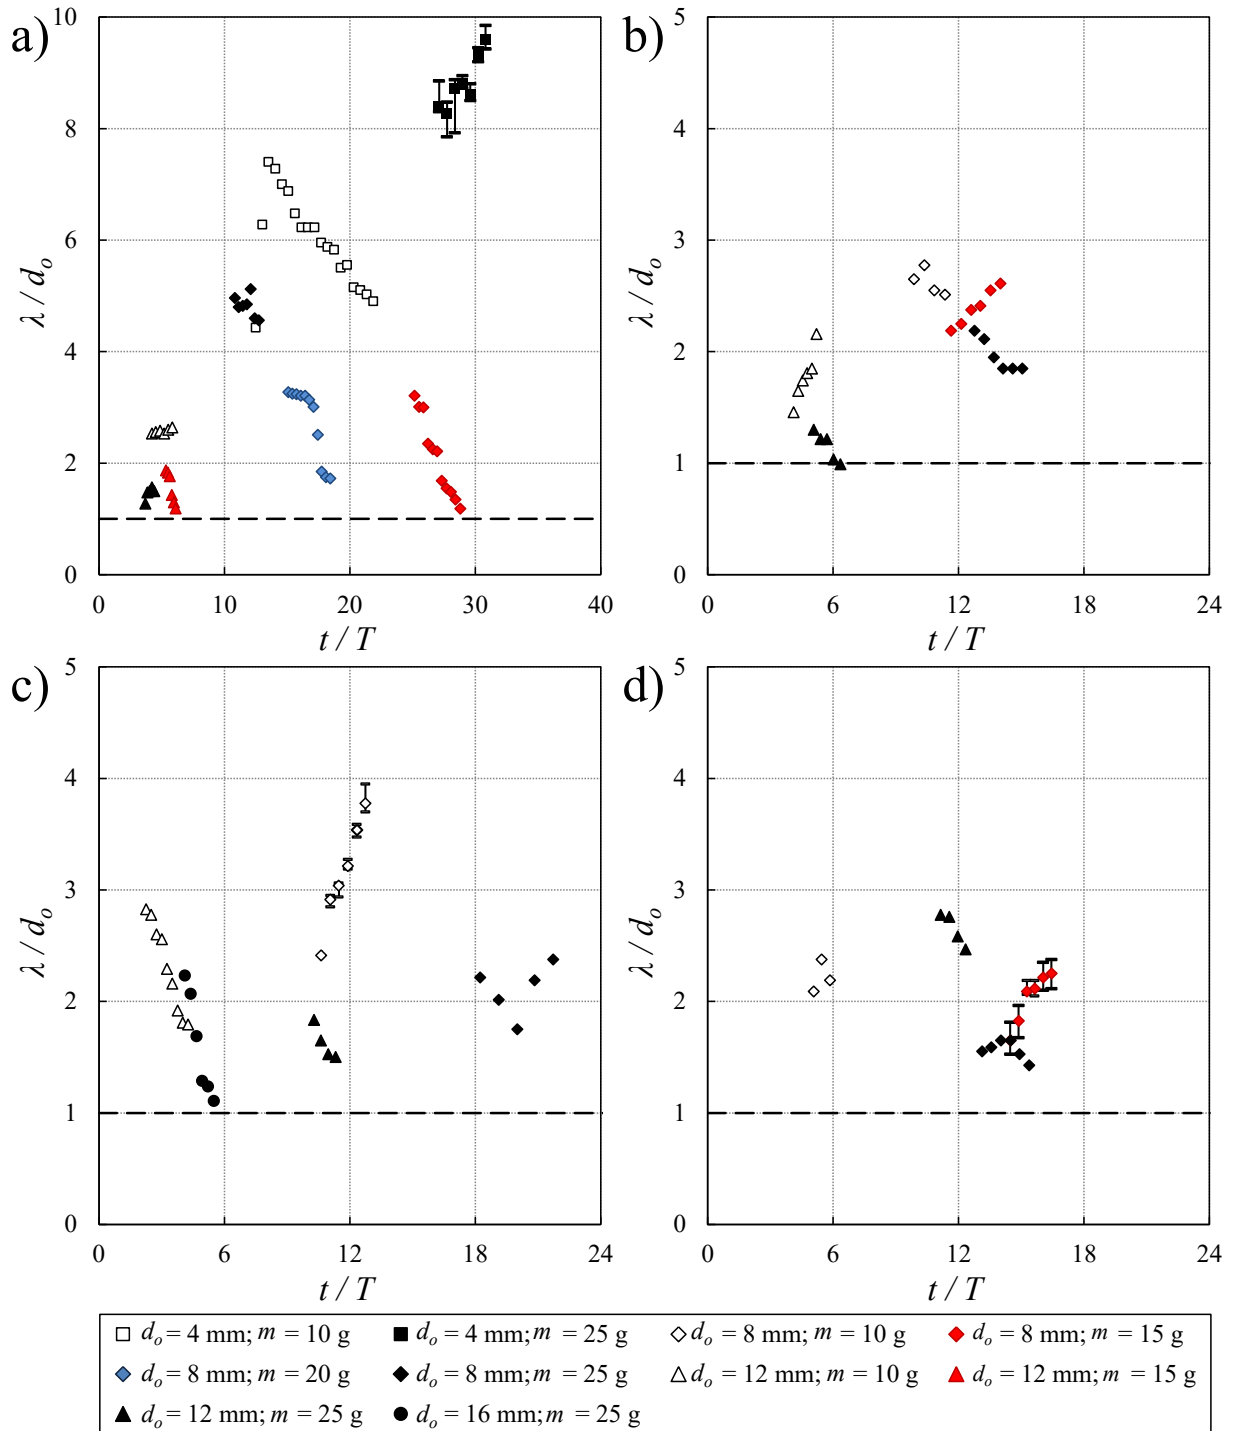 a)
10
8
6
4
2
0
λ / d_o
0 10 20 30 40
t / T
b)
5
4
3
2
1
0
λ / d_o
0 6 12 18 24
t / T
c)
5
4
3
2
1
0
λ / d_o
0 6 12 18 24
t / T
d)
5
4
3
2
1
0
λ / d_o
0 6 12 18 24
t / T
d_o = 4 mm; m = 10 g d_o = 4 mm; m = 25 g d_o = 8 mm; m = 10 g d_o = 8 mm; m = 15 g
d_o = 8 mm; m = 20 g d_o = 8 mm; m = 25 g d_o = 12 mm; m = 10 g d_o = 12 mm; m = 15 g
d_o = 12 mm; m = 25 g d_o = 16 mm; m = 25 g